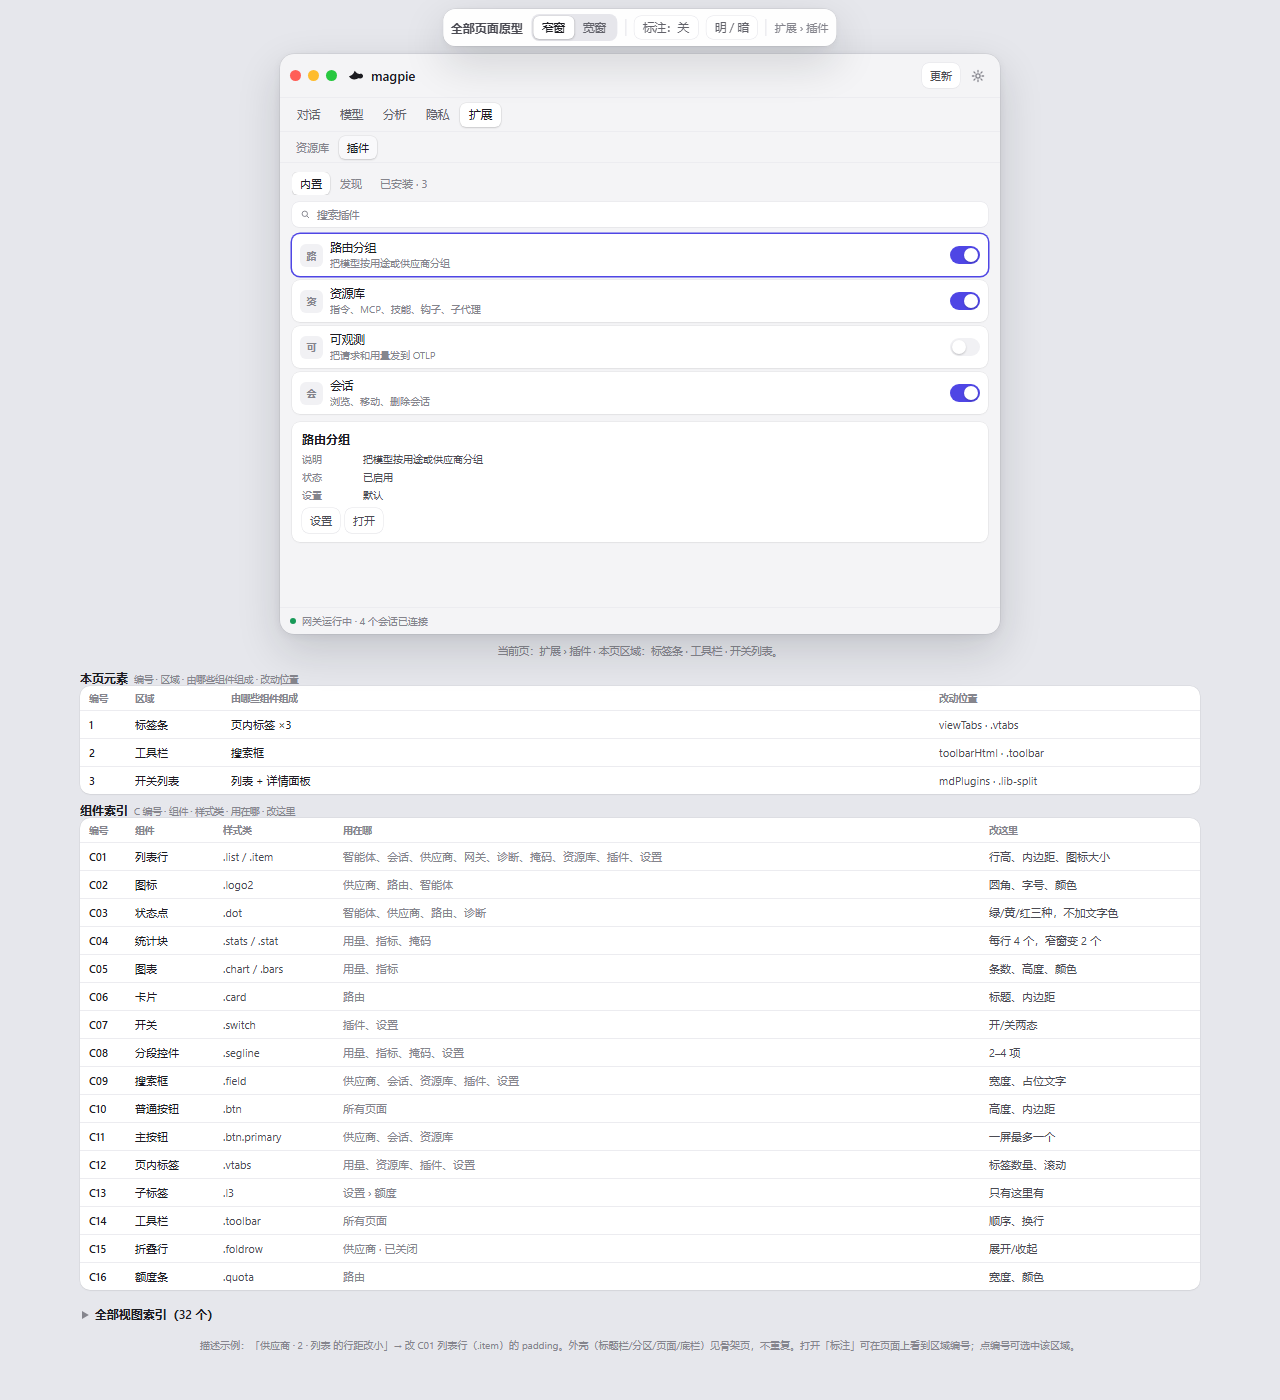 全部页面原型 窄窗 宽窗 标注：关 明 / 暗 扩展 › 插件
magpie 更新
对话 模型 分析 隐私 扩展
资源库 插件
内置 发现 已安装 · 3
搜索插件
路 路由分组
把模型按用途或供应商分组
资 资源库
指令、MCP、技能、钩子、子代理
可 可观测
把请求和用量发到 OTLP
会 会话
浏览、移动、删除会话
路由分组
说明 把模型按用途或供应商分组
状态 已启用
设置 默认
设置 打开
网关运行中 · 4 个会话已连接
当前页：扩展 › 插件 · 本页区域：标签条 · 工具栏 · 开关列表。
本页元素 编号 · 区域 · 由哪些组件组成 · 改动位置
编号 区域 由哪些组件组成 改动位置
1 标签条 页内标签 ×3 viewTabs · .vtabs
2 工具栏 搜索框 toolbarHtml · .toolbar
3 开关列表 列表 + 详情面板 mdPlugins · .lib-split
组件索引 C 编号 · 组件 · 样式类 · 用在哪 · 改这里
编号 组件 样式类 用在哪 改这里
C01 列表行 .list / .item 智能体、会话、供应商、网关、诊断、掩码、资源库、插件、设置 行高、内边距、图标大小
C02 图标 .logo2 供应商、路由、智能体 圆角、字号、颜色
C03 状态点 .dot 智能体、供应商、路由、诊断 绿/黄/红三种，不加文字色
C04 统计块 .stats / .stat 用量、指标、掩码 每行 4 个，窄窗变 2 个
C05 图表 .chart / .bars 用量、指标 条数、高度、颜色
C06 卡片 .card 路由 标题、内边距
C07 开关 .switch 插件、设置 开/关两态
C08 分段控件 .segline 用量、指标、掩码、设置 2–4 项
C09 搜索框 .field 供应商、会话、资源库、插件、设置 宽度、占位文字
C10 普通按钮 .btn 所有页面 高度、内边距
C11 主按钮 .btn.primary 供应商、会话、资源库 一屏最多一个
C12 页内标签 .vtabs 用量、资源库、插件、设置 标签数量、滚动
C13 子标签 .l3 设置 › 额度 只有这里有
C14 工具栏 .toolbar 所有页面 顺序、换行
C15 折叠行 .foldrow 供应商 · 已关闭 展开/收起
C16 额度条 .quota 路由 宽度、颜色
全部视图索引（32 个）
描述示例：「供应商 · 2 · 列表 的行距改小」→ 改 C01 列表行（.item）的 padding。外壳（标题栏/分区/页面/底栏）见骨架页，不重复。打开「标注」可在页面上看到区域编号；点编号可选中该区域。